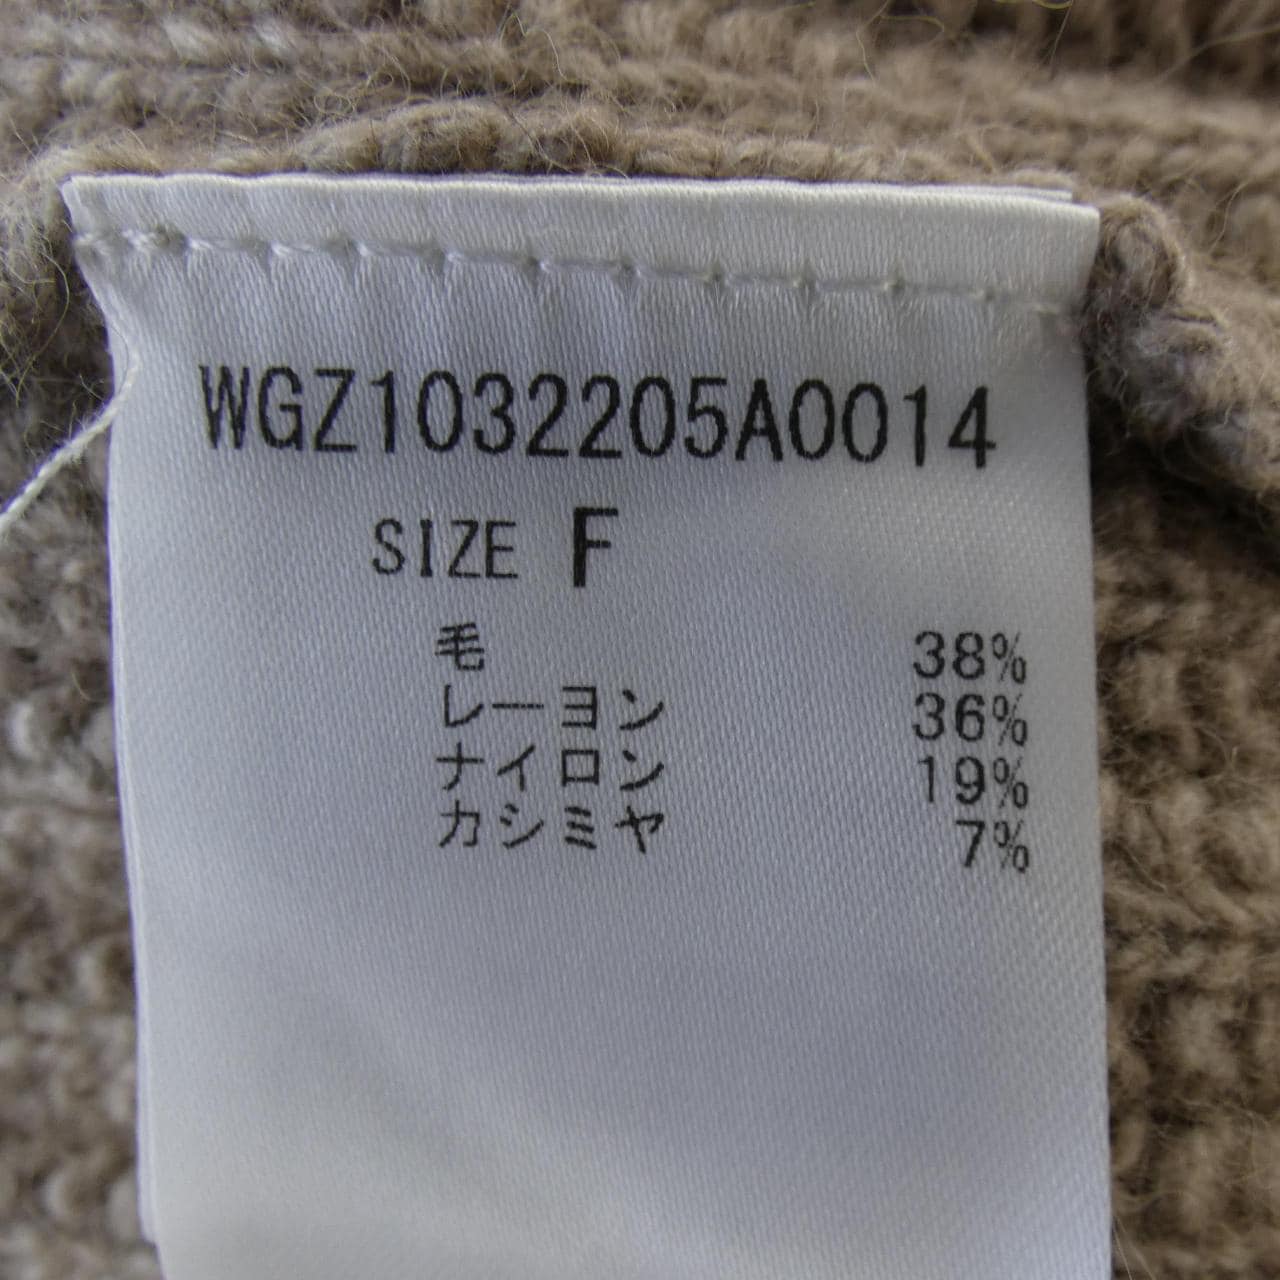 WGZ1032205A0014
SIZE F
毛 38%
レーヨン 36%
ナイロン 19%
カシミヤ 7%